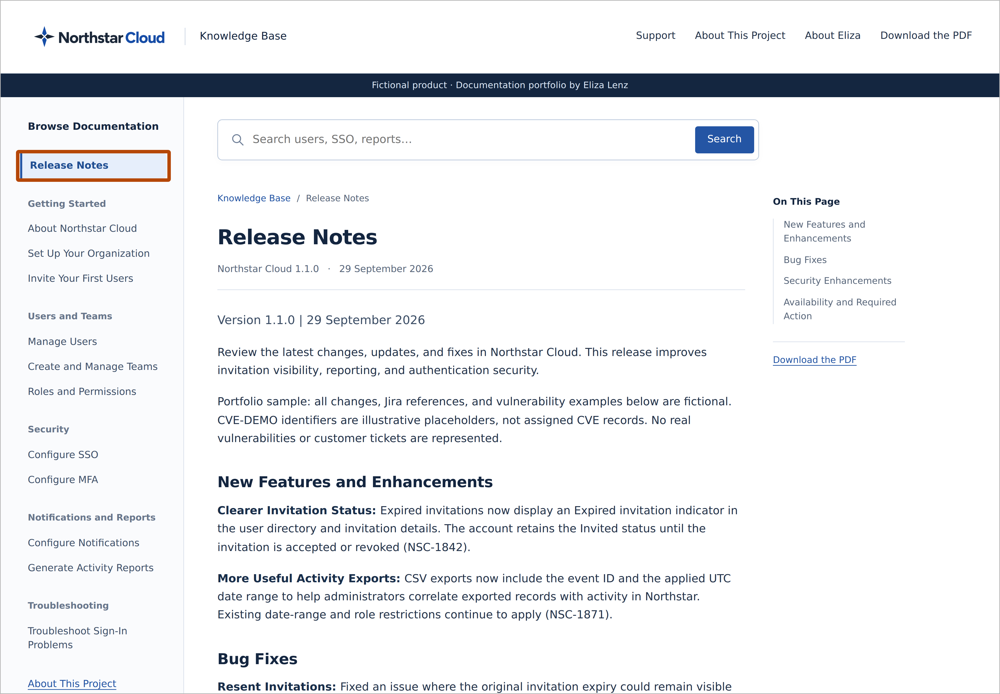 Northstar Cloud
Knowledge Base
Support
About This Project
About Eliza
Download the PDF
Fictional product · Documentation portfolio by Eliza Lenz
Browse Documentation
Release Notes
Getting Started
About Northstar Cloud
Set Up Your Organization
Invite Your First Users
Users and Teams
Manage Users
Create and Manage Teams
Roles and Permissions
Security
Configure SSO
Configure MFA
Notifications and Reports
Configure Notifications
Generate Activity Reports
Troubleshooting
Troubleshoot Sign-In
Problems
About This Project
Search users, SSO, reports...
Search
Knowledge Base / Release Notes
Release Notes
Northstar Cloud 1.1.0 · 29 September 2026
Version 1.1.0 | 29 September 2026
Review the latest changes, updates, and fixes in Northstar Cloud. This release improves
invitation visibility, reporting, and authentication security.
Portfolio sample: all changes, Jira references, and vulnerability examples below are fictional.
CVE-DEMO identifiers are illustrative placeholders, not assigned CVE records. No real
vulnerabilities or customer tickets are represented.
New Features and Enhancements
Clearer Invitation Status: Expired invitations now display an Expired invitation indicator in
the user directory and invitation details. The account retains the Invited status until the
invitation is accepted or revoked (NSC-1842).
More Useful Activity Exports: CSV exports now include the event ID and the applied UTC
date range to help administrators correlate exported records with activity in Northstar.
Existing date-range and role restrictions continue to apply (NSC-1871).
Bug Fixes
Resent Invitations: Fixed an issue where the original invitation expiry could remain visible
On This Page
New Features and
Enhancements
Bug Fixes
Security Enhancements
Availability and Required
Action
Download the PDF